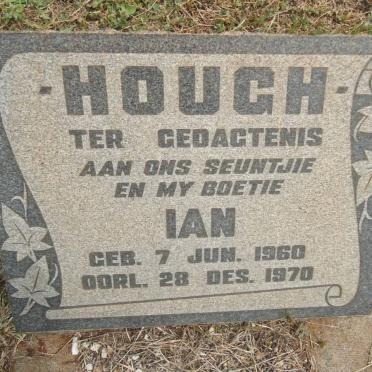 - HOUGH -
TER GEDAGTENIS
AAN ONS SEUNTJIE
EN MY BOETIE
IAN
GEB. 7 JUN. 1960
OORL. 28 DES. 1970